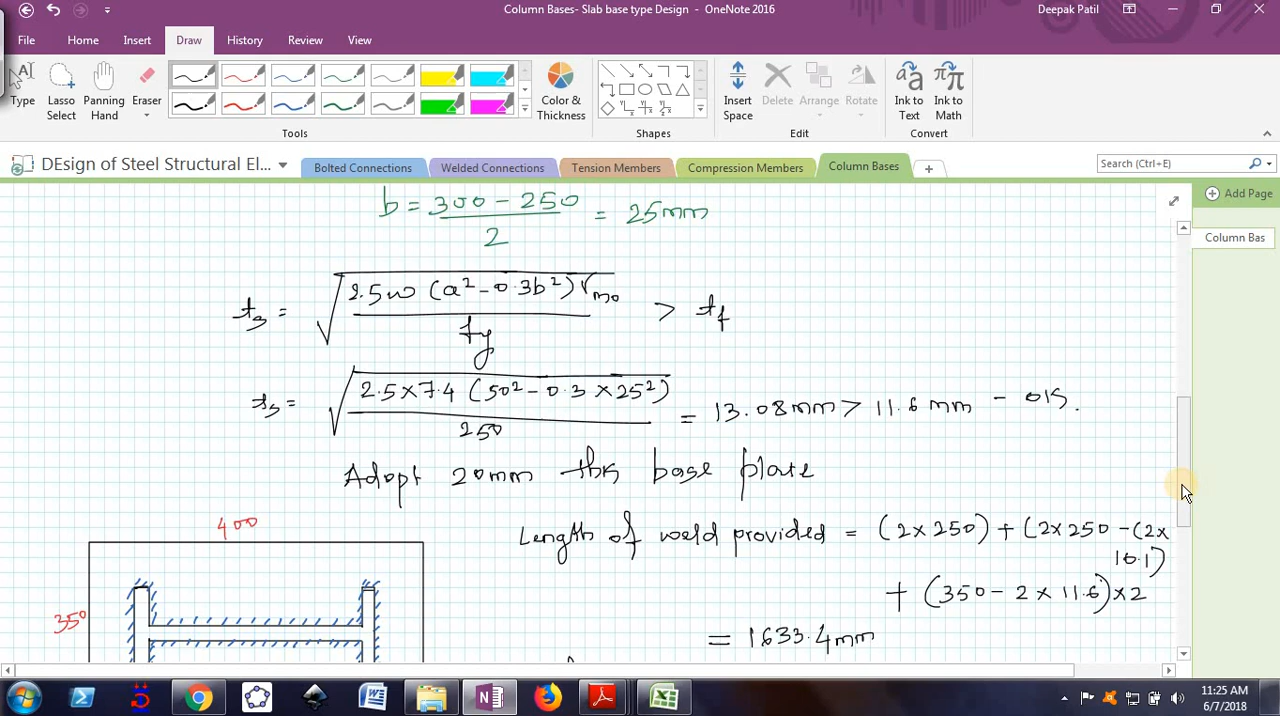 Column Bases- Slab base type Design - OneNote 2016
Deepak Patil
File Home Insert Draw History Review View
Type
Lasso Select
Panning Hand
Eraser
Color & Thickness
Insert Space
Delete
Arrange
Rotate
Ink to Text
Ink to Math
Tools
Shapes
Edit
Convert
DEsign of Steel Structural El...
Bolted Connections
Welded Connections
Tension Members
Compression Members
Column Bases
Search (Ctrl+E)
Add Page
Column Bas
b = 300 - 250 / 2 = 25mm
ts = √ 2.5w (a² - 0.3b²) γm0 / fy > tf
ts = √ 2.5 x 7.4 (50² - 0.3 x 25²) / 250 = 13.08mm > 11.6 mm - ok.
Adopt 20mm thk base plate
400
Length of weld provided = (2x 250) + (2x 250 - (2x
10.1)
+ (350 - 2 x 11.6) x 2
350
= 1633.4mm
11:25 AM
6/7/2018